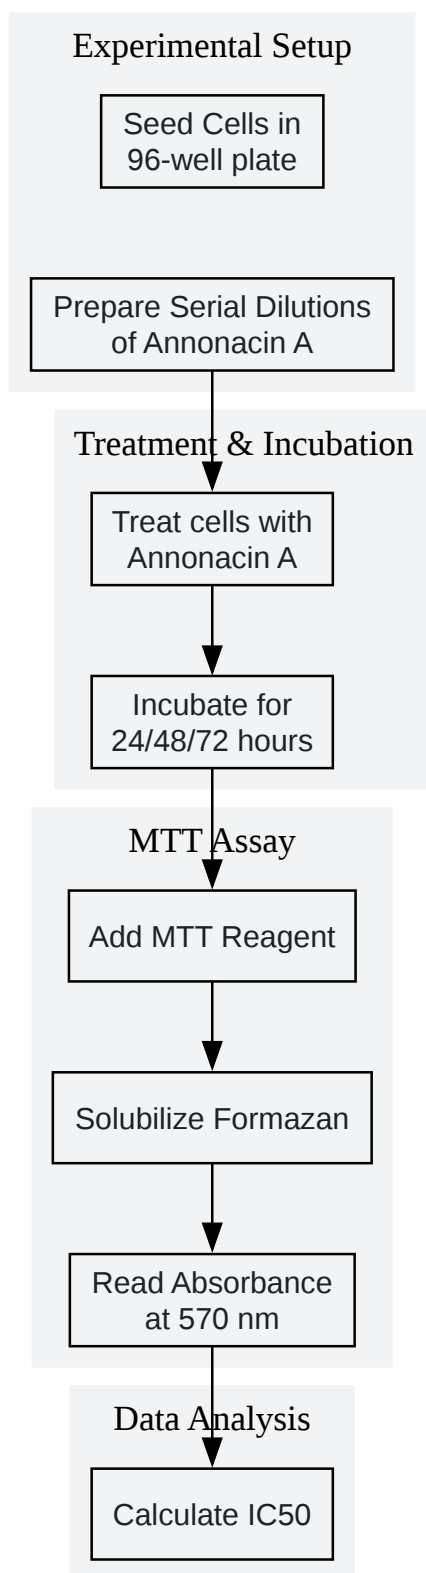 Experimental Setup
Seed Cells in
96-well plate
Prepare Serial Dilutions
of Annonacin A
Treatment & Incubation
Treat cells with
Annonacin A
Incubate for
24/48/72 hours
MTT Assay
Add MTT Reagent
Solubilize Formazan
Read Absorbance
at 570 nm
Data Analysis
Calculate IC50